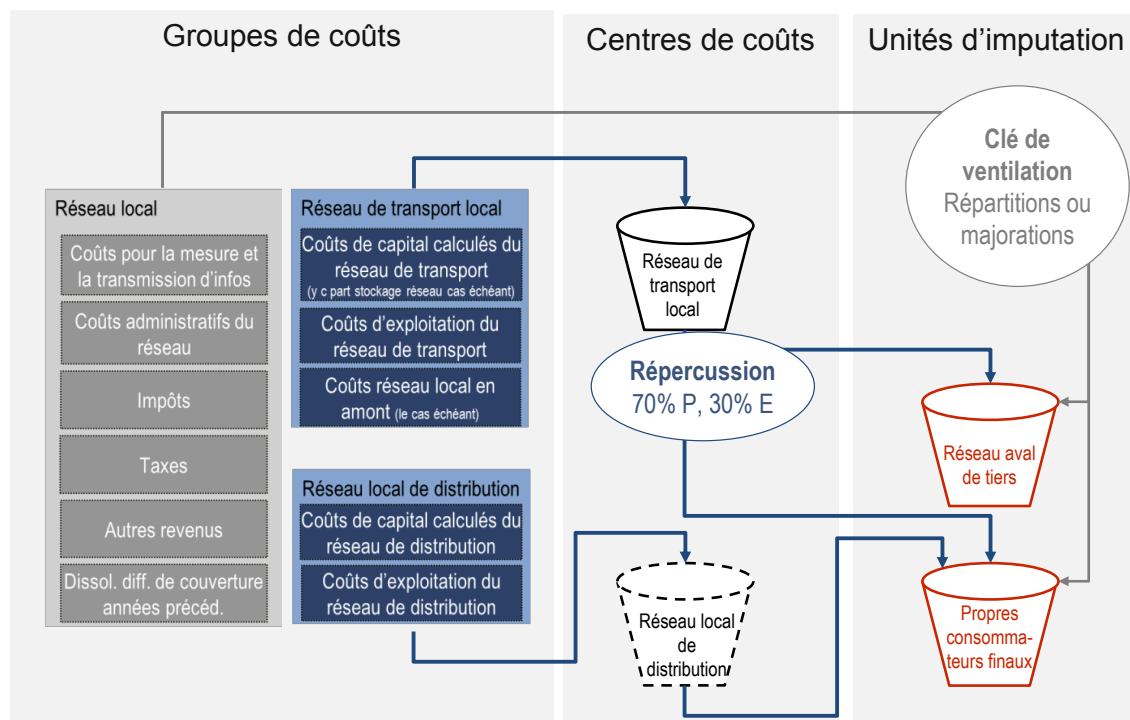 Groupes de coûts
Centres de coûts
Unités d’imputation
Clé de
ventilation
Répartitions ou
majorations
Réseau local
Coûts pour la mesure et
la transmission d’infos
Coûts administratifs du
réseau
Impôts
Taxes
Autres revenus
Dissol. diff. de couverture
années précéd.
Réseau de transport local
Coûts de capital calculés du
réseau de transport
(y c part stockage réseau cas échéant)
Coûts d’exploitation du
réseau de transport
Coûts réseau local en
amont (le cas échéant)
Réseau local de distribution
Coûts de capital calculés du
réseau de distribution
Coûts d’exploitation du
réseau de distribution
Réseau de
transport
local
Répercussion
70% P, 30% E
Réseau local
de
distribution
Réseau aval
de tiers
Propres
consomma-
teurs finaux